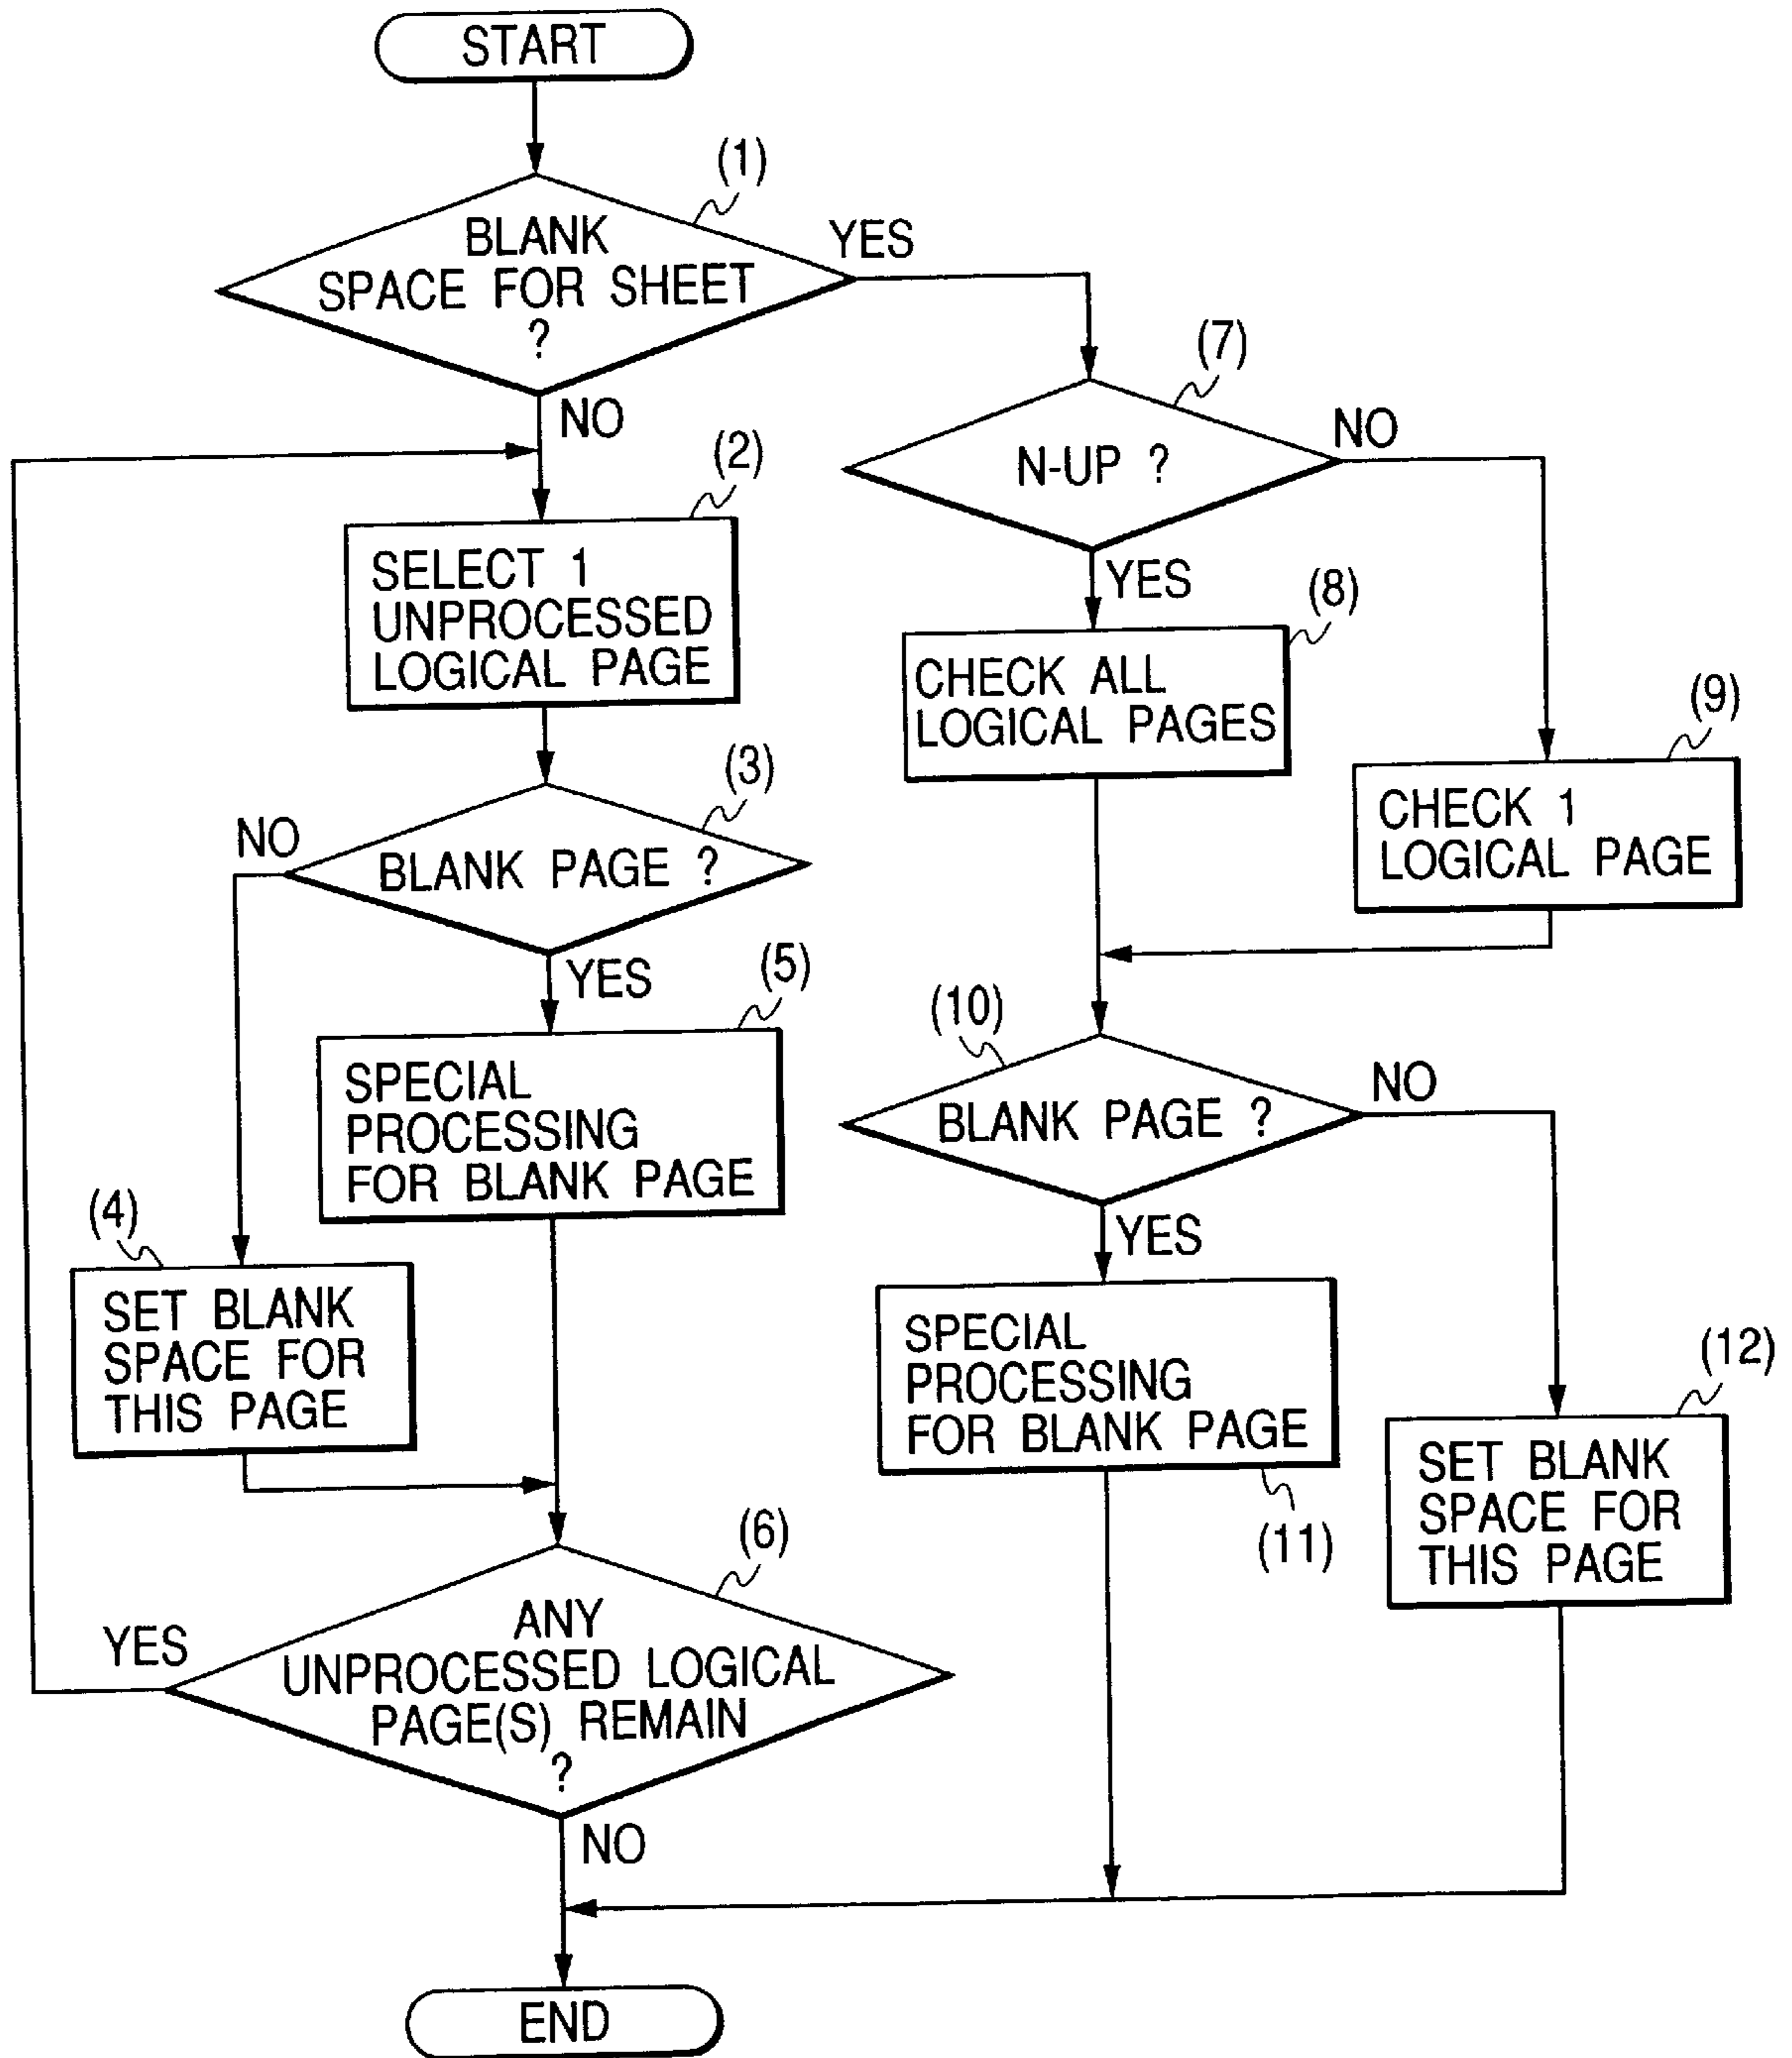 START
(1)
BLANK
SPACE FOR SHEET
?
YES
NO
(7)
N-UP ?
NO
YES
(2)
SELECT 1
UNPROCESSED
LOGICAL PAGE
(8)
CHECK ALL
LOGICAL PAGES
(9)
CHECK 1
LOGICAL PAGE
(3)
BLANK PAGE ?
NO
YES
(5)
SPECIAL
PROCESSING
FOR BLANK PAGE
(10)
BLANK PAGE ?
NO
YES
(4)
SET BLANK
SPACE FOR
THIS PAGE
SPECIAL
PROCESSING
FOR BLANK PAGE
(11)
(12)
SET BLANK
SPACE FOR
THIS PAGE
(6)
ANY
UNPROCESSED LOGICAL
PAGE(S) REMAIN
?
YES
NO
END